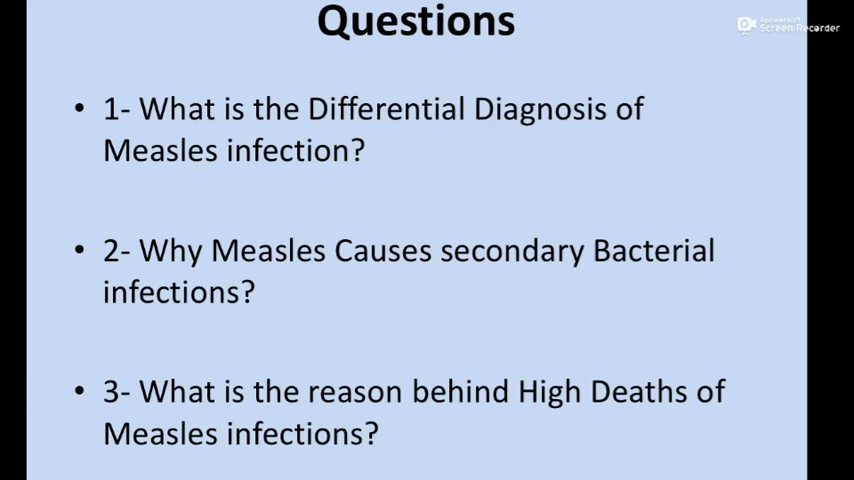 Questions
Apowersoft
Screen Recorder
• 1- What is the Differential Diagnosis of
Measles infection?
• 2- Why Measles Causes secondary Bacterial
infections?
• 3- What is the reason behind High Deaths of
Measles infections?